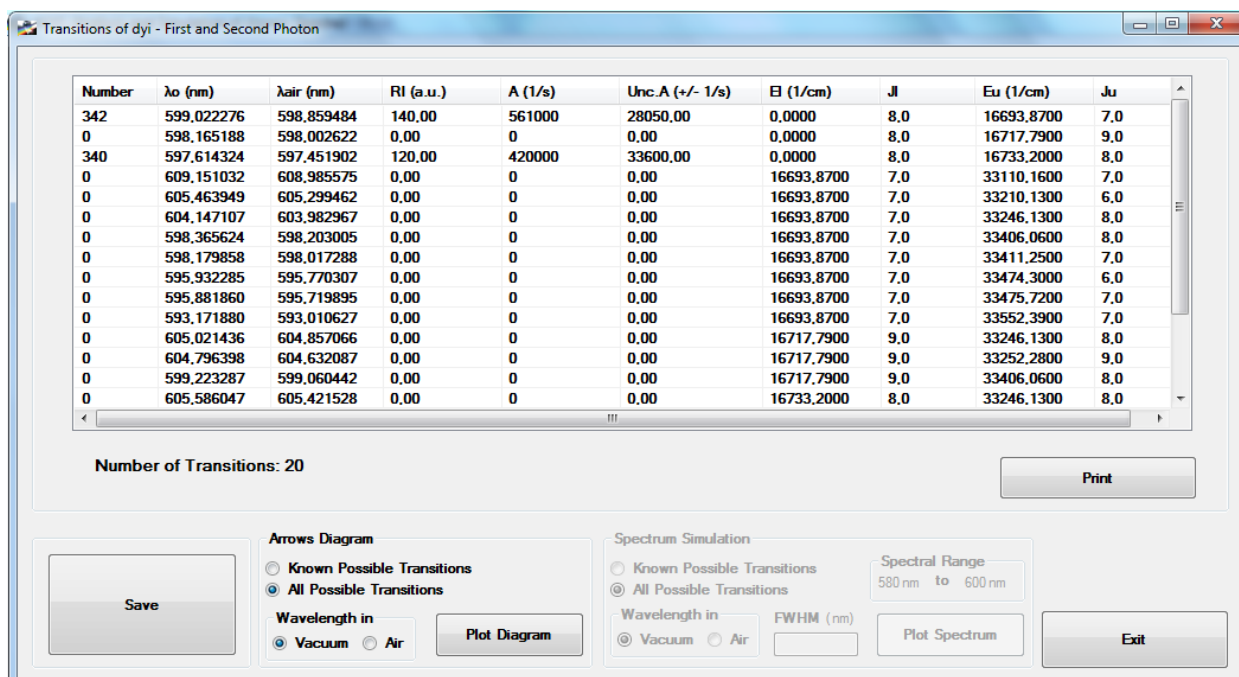 Transitions of dyi - First and Second Photon
Number λo (nm) λair (nm) RI (a.u.) A (1/s) Unc.A (+/- 1/s) El (1/cm) Jl Eu (1/cm) Ju
342 599,022276 598,859484 140,00 561000 28050,00 0,0000 8,0 16693,8700 7,0
0 598,165188 598,002622 0,00 0 0,00 0,0000 8,0 16717,7900 9,0
340 597,614324 597,451902 120,00 420000 33600,00 0,0000 8,0 16733,2000 8,0
0 609,151032 608,985575 0,00 0 0,00 16693,8700 7,0 33110,1600 7,0
0 605,463949 605,299462 0,00 0 0,00 16693,8700 7,0 33210,1300 6,0
0 604,147107 603,982967 0,00 0 0,00 16693,8700 7,0 33246,1300 8,0
0 598,365624 598,203005 0,00 0 0,00 16693,8700 7,0 33406,0600 8,0
0 598,179858 598,017288 0,00 0 0,00 16693,8700 7,0 33411,2500 7,0
0 595,932285 595,770307 0,00 0 0,00 16693,8700 7,0 33474,3000 6,0
0 595,881860 595,719895 0,00 0 0,00 16693,8700 7,0 33475,7200 7,0
0 593,171880 593,010627 0,00 0 0,00 16693,8700 7,0 33552,3900 7,0
0 605,021436 604,857066 0,00 0 0,00 16717,7900 9,0 33246,1300 8,0
0 604,796398 604,632087 0,00 0 0,00 16717,7900 9,0 33252,2800 9,0
0 599,223287 599,060442 0,00 0 0,00 16717,7900 9,0 33406,0600 8,0
0 605,586047 605,421528 0,00 0 0,00 16733,2000 8,0 33246,1300 8,0
Number of Transitions: 20
Print
Save
Arrows Diagram
Known Possible Transitions
All Possible Transitions
Wavelength in
Vacuum Air
Plot Diagram
Spectrum Simulation
Known Possible Transitions
All Possible Transitions
Wavelength in
Vacuum Air
FWHM (nm)
Spectral Range
580 nm to 600 nm
Plot Spectrum
Exit